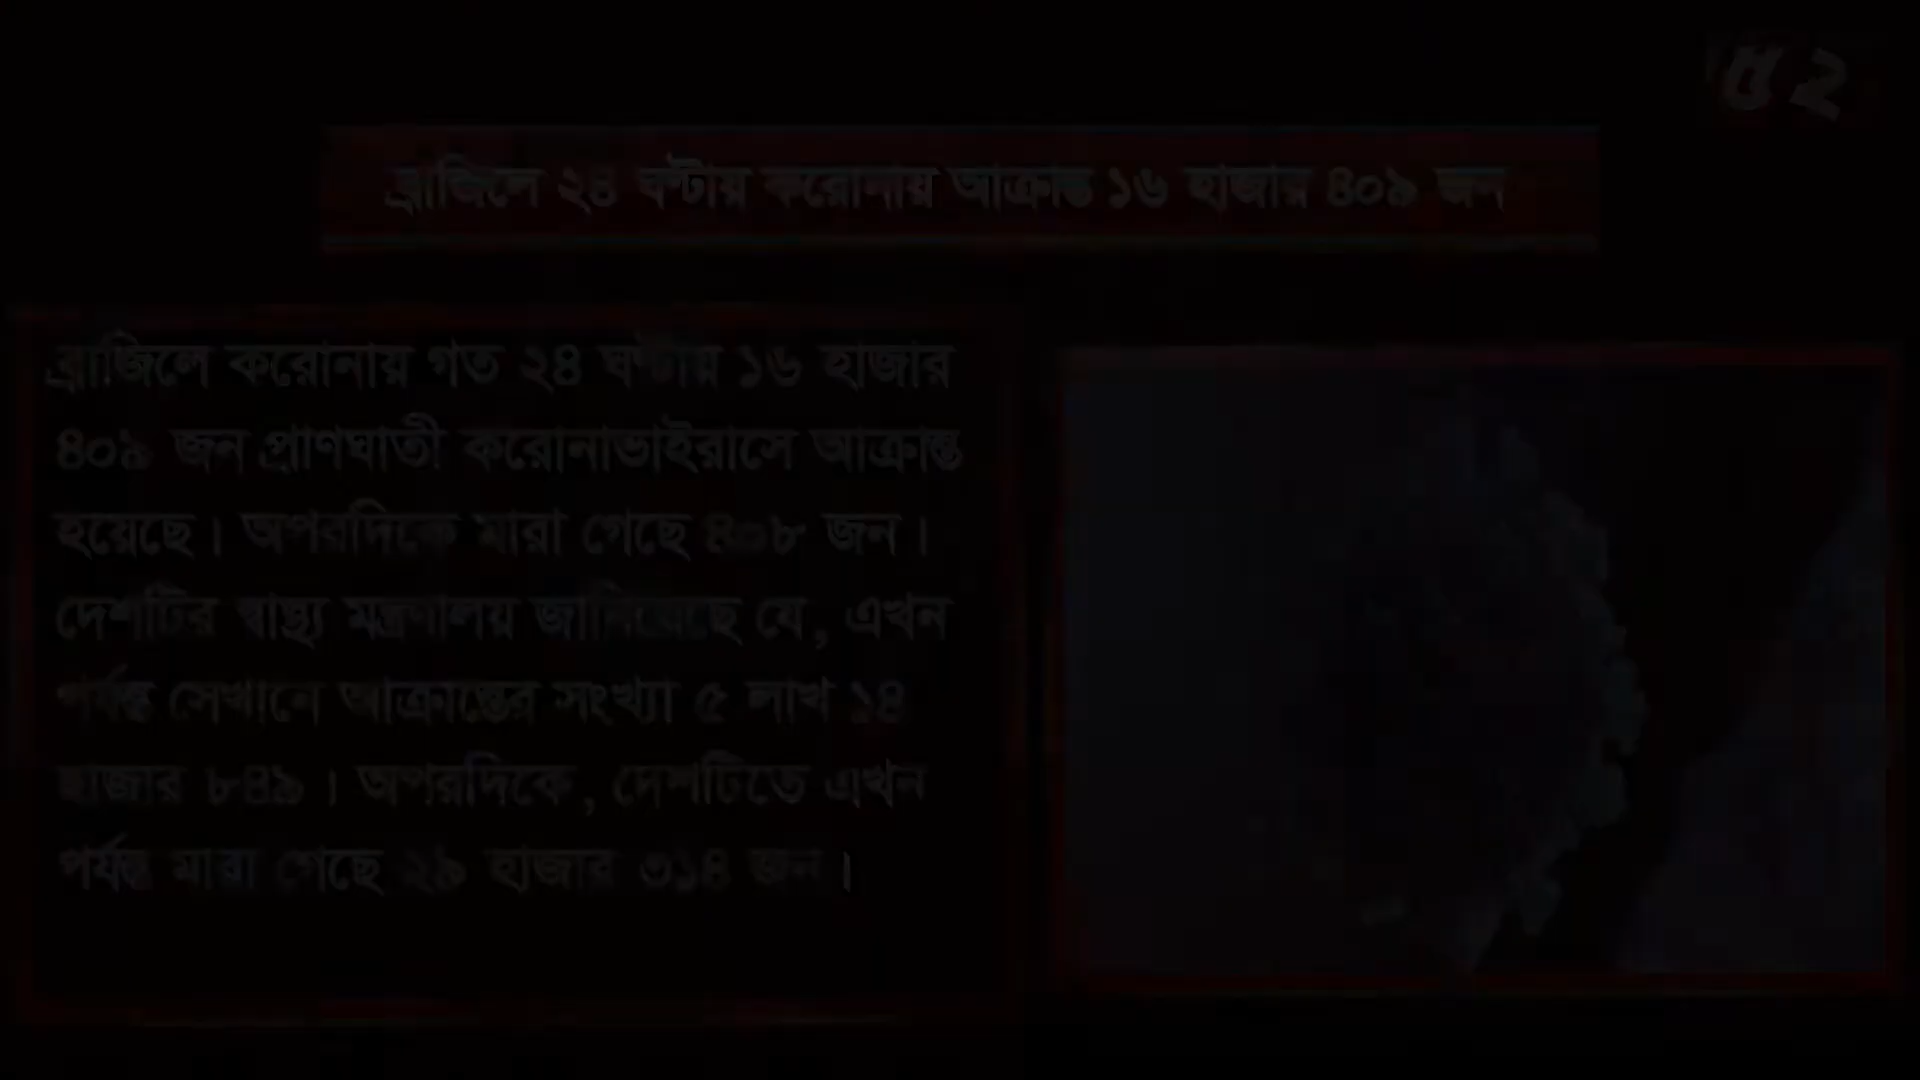 ৫২
ব্রাজিলে ২৪ ঘণ্টায় করোনায় আক্রান্ত ১৬ হাজার ৪০৯ জন
ব্রাজিলে করোনায় গত ২৪ ঘণ্টায় ১৬ হাজার
৪০৯ জন প্রাণঘাতী করোনাভাইরাসে আক্রান্ত
হয়েছে। অপরদিকে মারা গেছে ৪০৮ জন।
দেশটির স্বাস্থ্য মন্ত্রণালয় জানিয়েছে যে, এখন
পর্যন্ত সেখানে আক্রান্তের সংখ্যা ৫ লাখ ১৪
হাজার ৮৪৯। অপরদিকে, দেশটিতে এখন
পর্যন্ত মারা গেছে ২৯ হাজার ৩১৪ জন।